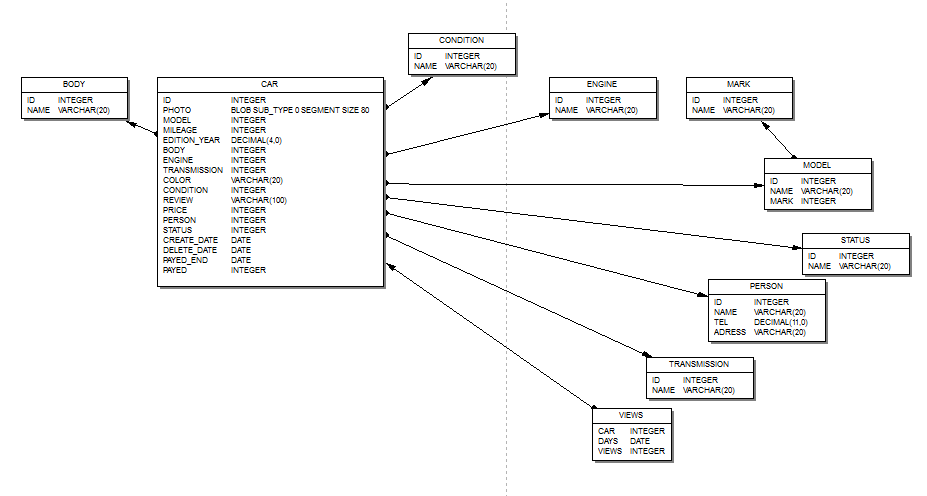 CONDITION
ID INTEGER
NAME VARCHAR(20)
BODY
ID INTEGER
NAME VARCHAR(20)
CAR
ID INTEGER
PHOTO BLOB SUB_TYPE 0 SEGMENT SIZE 80
MODEL INTEGER
MILEAGE INTEGER
EDITION_YEAR DECIMAL(4,0)
BODY INTEGER
ENGINE INTEGER
TRANSMISSION INTEGER
COLOR VARCHAR(20)
CONDITION INTEGER
REVIEW VARCHAR(100)
PRICE INTEGER
PERSON INTEGER
STATUS INTEGER
CREATE_DATE DATE
DELETE_DATE DATE
PAYED_END DATE
PAYED INTEGER
ENGINE
ID INTEGER
NAME VARCHAR(20)
MARK
ID INTEGER
NAME VARCHAR(20)
MODEL
ID INTEGER
NAME VARCHAR(20)
MARK INTEGER
STATUS
ID INTEGER
NAME VARCHAR(20)
PERSON
ID INTEGER
NAME VARCHAR(20)
TEL DECIMAL(11,0)
ADRESS VARCHAR(20)
TRANSMISSION
ID INTEGER
NAME VARCHAR(20)
VIEWS
CAR INTEGER
DAYS DATE
VIEWS INTEGER